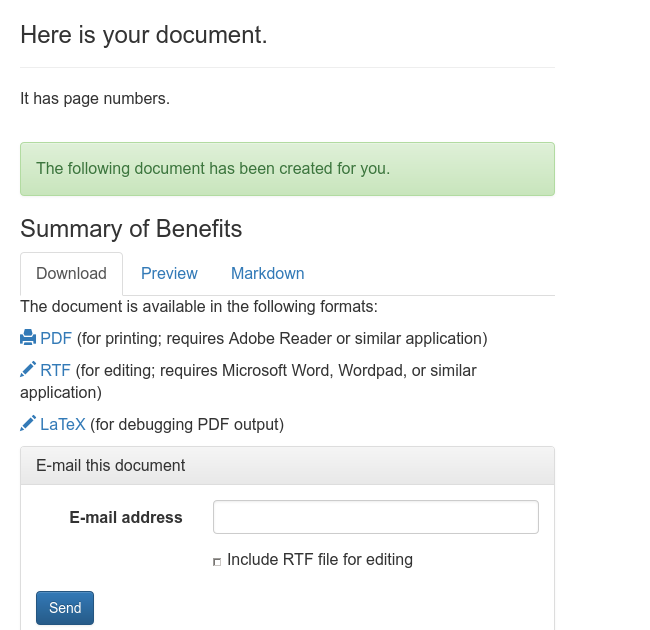 Here is your document.
It has page numbers.
The following document has been created for you.
Summary of Benefits
Download Preview Markdown
The document is available in the following formats:
PDF (for printing; requires Adobe Reader or similar application)
RTF (for editing; requires Microsoft Word, Wordpad, or similar
application)
LaTeX (for debugging PDF output)
E-mail this document
E-mail address
Include RTF file for editing
Send